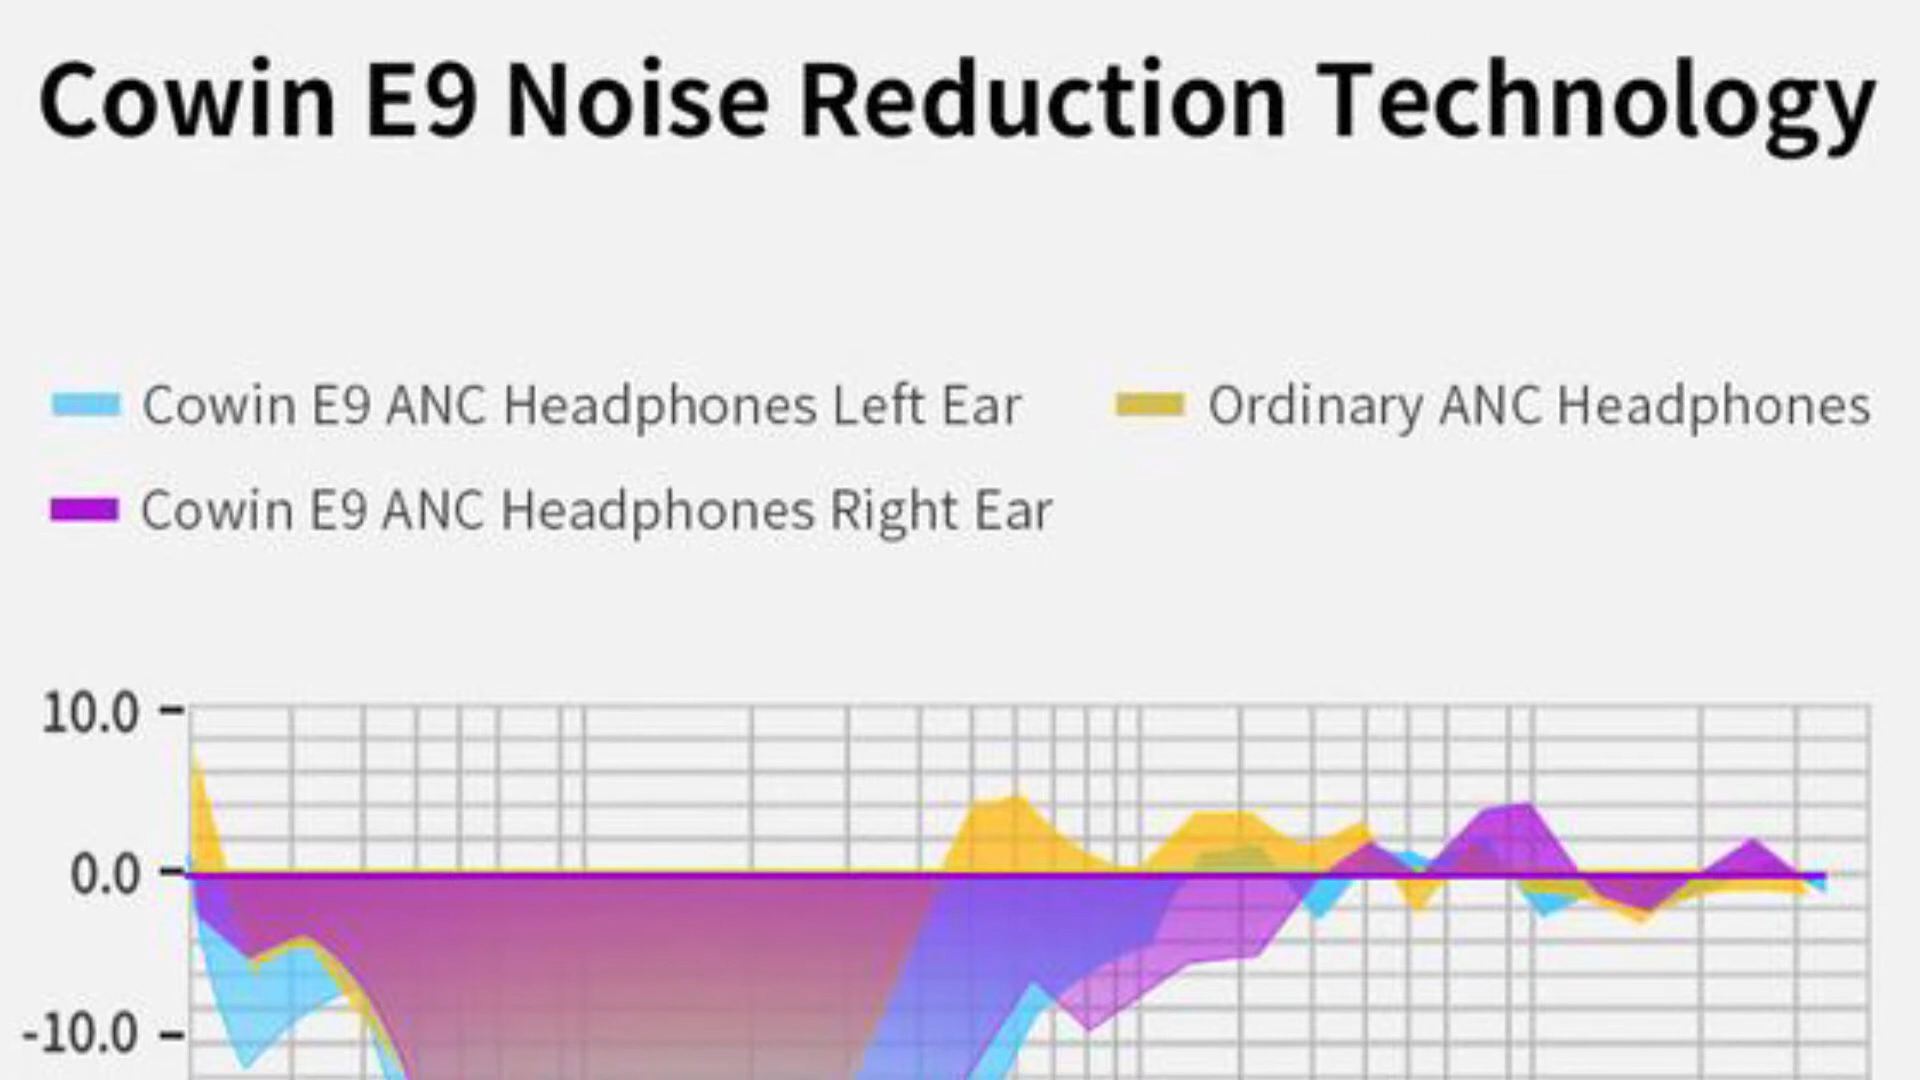 Cowin E9 Noise Reduction Technology
Cowin E9 ANC Headphones Left Ear
Ordinary ANC Headphones
Cowin E9 ANC Headphones Right Ear
10.0
0.0
-10.0